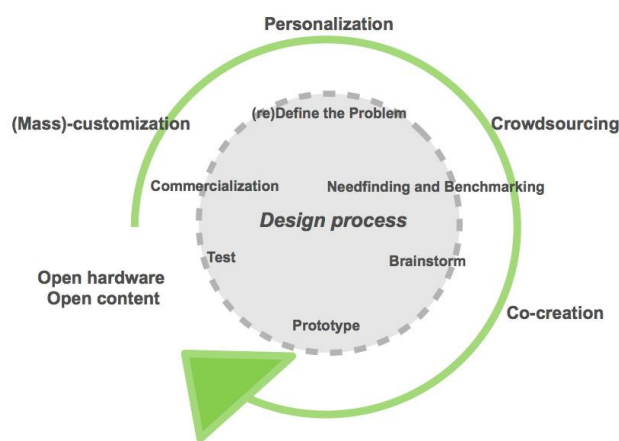 Personalization
(Mass)-customization
(re)Define the Problem
Crowdsourcing
Commercialization
Needfinding and Benchmarking
Design process
Test
Brainstorm
Open hardware
Open content
Co-creation
Prototype